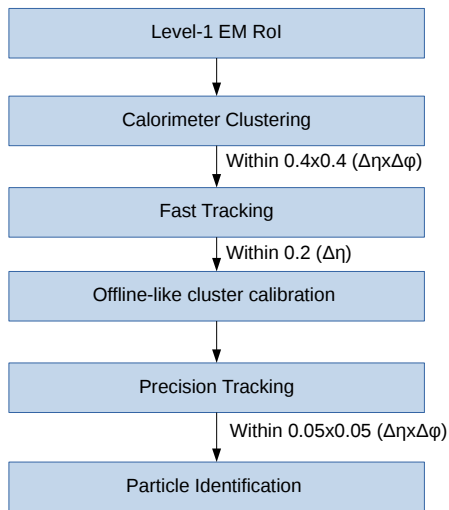 Level-1 EM RoI
Calorimeter Clustering
Within 0.4x0.4 (ΔηxΔφ)
Fast Tracking
Within 0.2 (Δη)
Offline-like cluster calibration
Precision Tracking
Within 0.05x0.05 (ΔηxΔφ)
Particle Identification